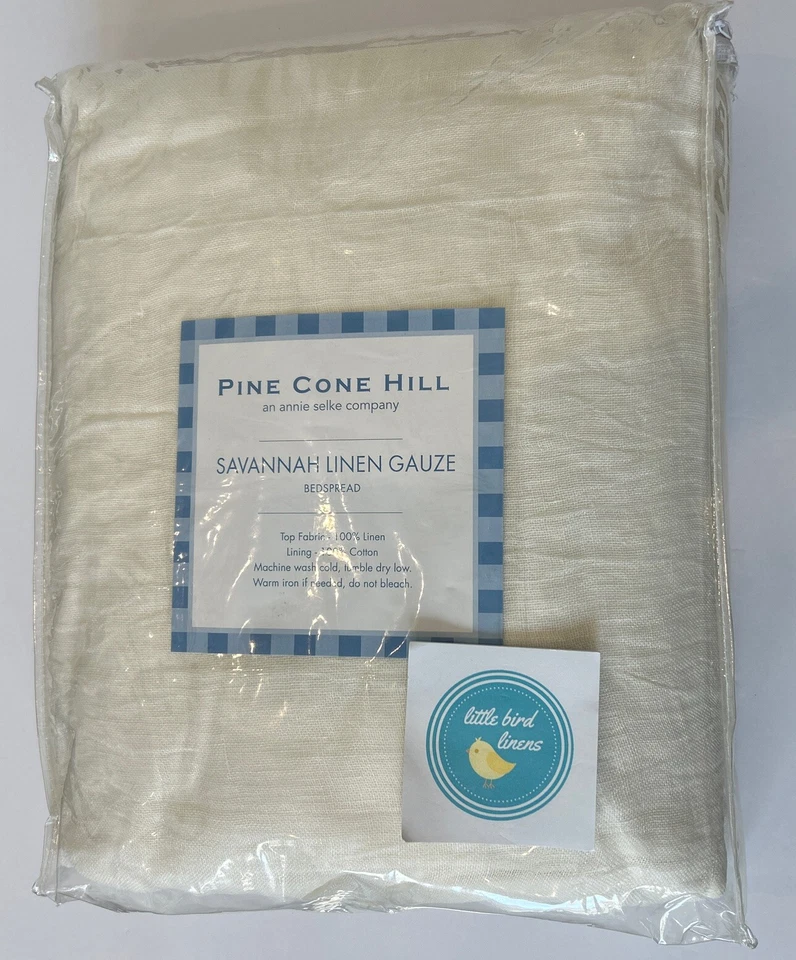 PINE CONE HILL
an annie selke company
SAVANNAH LINEN GAUZE
BEDSPREAD
Top Fabric - 100% Linen
Lining - 100% Cotton
Machine wash cold, tumble dry low.
Warm iron if needed, do not bleach.
little bird
linens